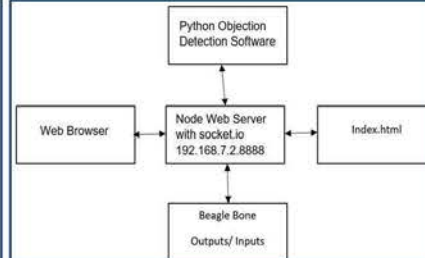 Python Objection
Detection Software
Web Browser
Node Web Server
with socket.io
192.168.7.2.8888
Index.html
Beagle Bone
Outputs/ Inputs